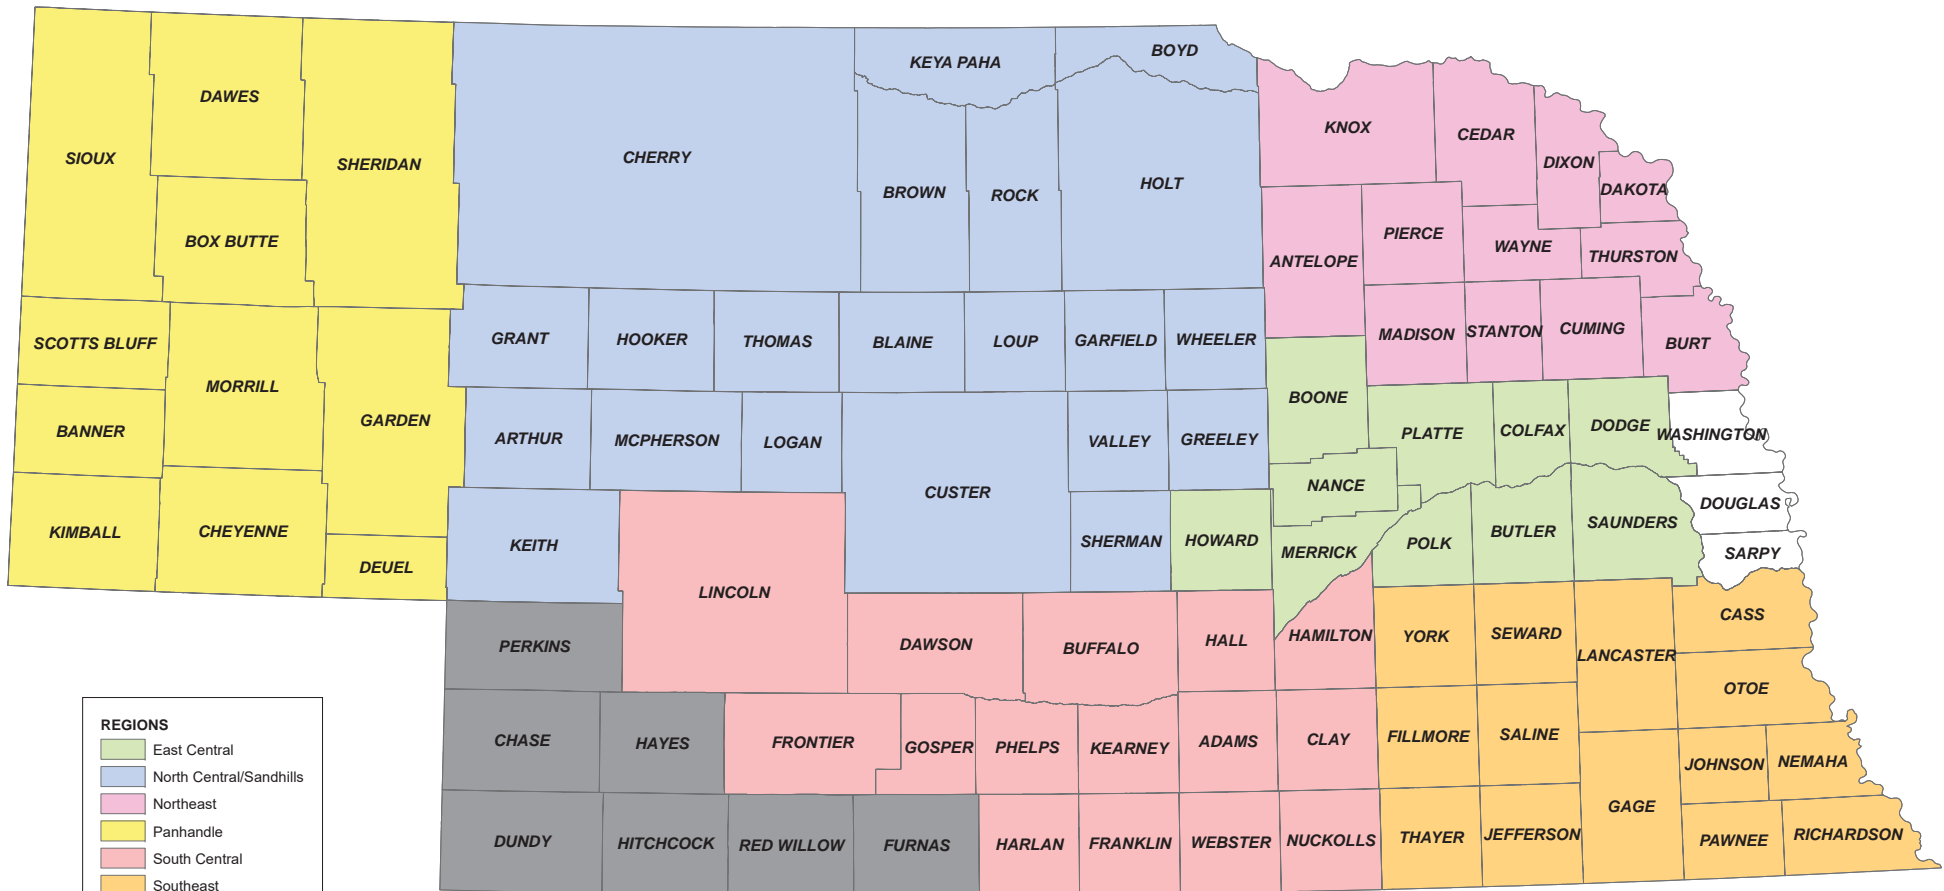 BOYD
KEYA PAHA
DAWES
KNOX
CEDAR
SIOUX
CHERRY
SHERIDAN
DIXON
HOLT
DAKOTA
BROWN
ROCK
PIERCE
BOX BUTTE
WAYNE
THURSTON
ANTELOPE
GRANT
HOOKER
THOMAS
BLAINE
LOUP
GARFIELD
WHEELER
MADISON
STANTON
CUMING
SCOTTS BLUFF
BURT
MORRILL
BOONE
GARDEN
BANNER
ARTHUR
MCPHERSON
LOGAN
VALLEY
GREELEY
PLATTE
COLFAX
DODGE
WASHINGTON
CUSTER
NANCE
DOUGLAS
KIMBALL
CHEYENNE
KEITH
SHERMAN
HOWARD
MERRICK
POLK
BUTLER
SAUNDERS
SARPY
DEUEL
LINCOLN
CASS
PERKINS
DAWSON
BUFFALO
HALL
HAMILTON
YORK
SEWARD
LANCASTER
OTOE
CHASE
HAYES
FRONTIER
GOSPER
PHELPS
KEARNEY
ADAMS
CLAY
FILLMORE
SALINE
JOHNSON
NEMAHA
GAGE
DUNDY
HITCHCOCK
RED WILLOW
FURNAS
HARLAN
FRANKLIN
WEBSTER
NUCKOLLS
THAYER
JEFFERSON
PAWNEE
RICHARDSON
REGIONS
East Central
North Central/Sandhills
Northeast
Panhandle
South Central
Southeast